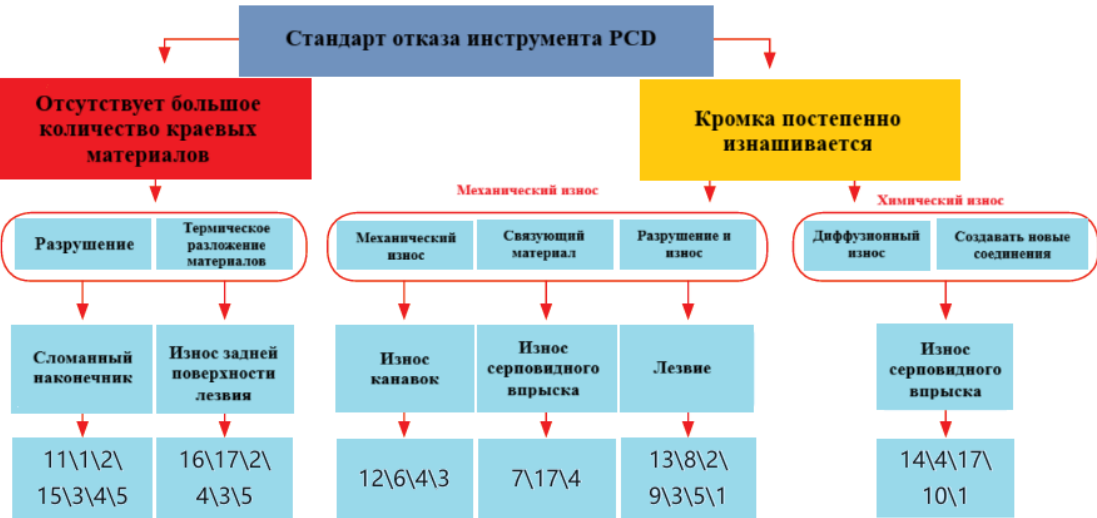 Стандарт отказа инструмента PCD
Отсутствует большое
количество краевых
материалов
Кромка постепенно
изнашивается
Механический износ
Химический износ
Разрушение
Термическое
разложение
материалов
Механический
износ
Связующий
материал
Разрушение и
износ
Диффузионный
износ
Создавать новые
соединения
Сломанный
наконечник
Износ задней
поверхности
лезвия
Износ
канавок
Износ
серповидного
впрыска
Лезвие
Износ
серповидного
впрыска
11\1\2\
15\3\4\5
16\17\2\
4\3\5
12\6\4\3
7\17\4
13\8\2\
9\3\5\1
14\4\17\
10\1